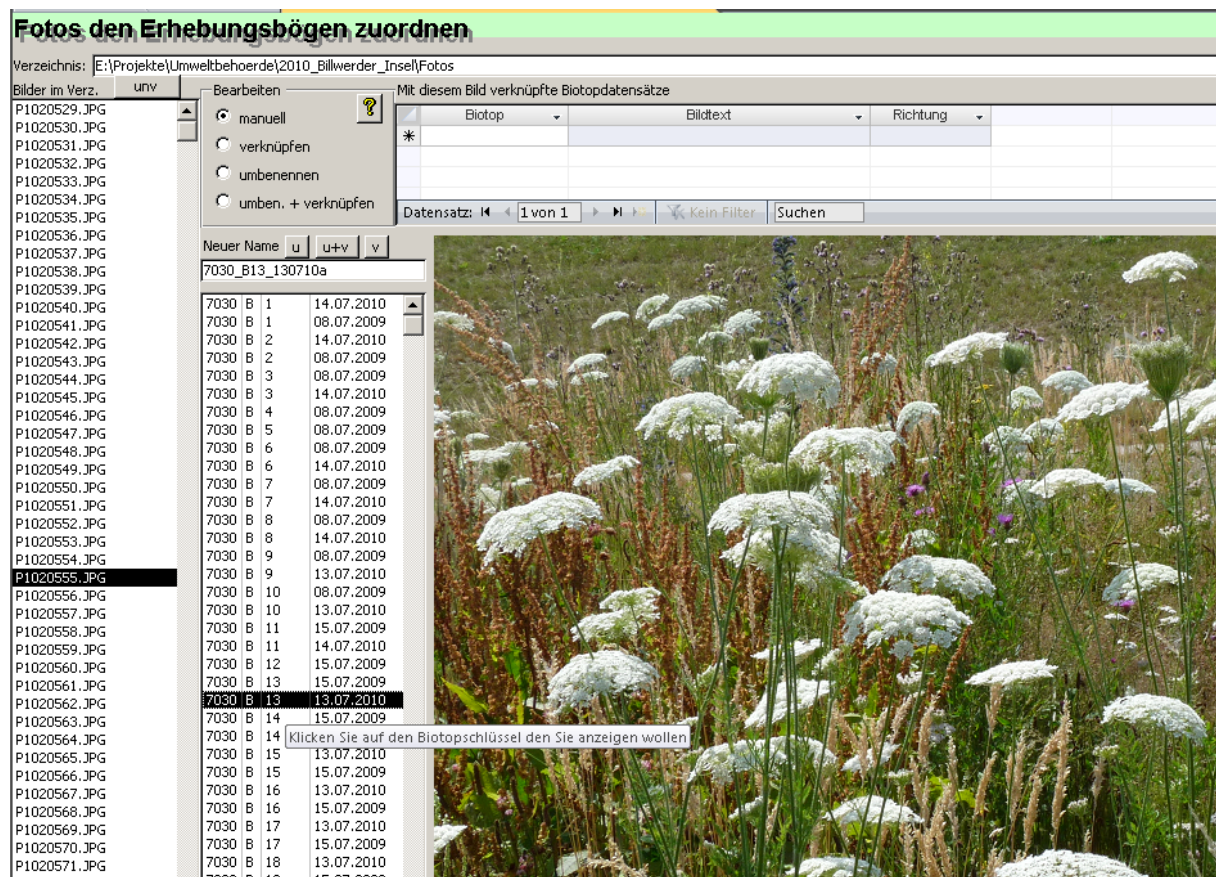 Fotos den Erhebungsbögen zuordnen
Verzeichnis: E:\Projekte\Umweltbehoerde\2010_Billwerder_Insel\Fotos
Bilder im Verz. unv
P1020529.JPG
P1020530.JPG
P1020531.JPG
P1020532.JPG
P1020533.JPG
P1020534.JPG
P1020535.JPG
P1020536.JPG
P1020537.JPG
P1020538.JPG
P1020539.JPG
P1020540.JPG
P1020541.JPG
P1020542.JPG
P1020543.JPG
P1020544.JPG
P1020545.JPG
P1020546.JPG
P1020547.JPG
P1020548.JPG
P1020549.JPG
P1020550.JPG
P1020551.JPG
P1020552.JPG
P1020553.JPG
P1020554.JPG
P1020555.JPG
P1020556.JPG
P1020557.JPG
P1020558.JPG
P1020559.JPG
P1020560.JPG
P1020561.JPG
P1020562.JPG
P1020563.JPG
P1020564.JPG
P1020565.JPG
P1020566.JPG
P1020567.JPG
P1020568.JPG
P1020569.JPG
P1020570.JPG
P1020571.JPG
Bearbeiten ?
manuell
verknüpfen
umbenennen
umben. + verknüpfen
Mit diesem Bild verknüpfte Biotopdatensätze
Biotop Bildtext Richtung
Datensatz: 1 von 1 Kein Filter Suchen
Neuer Name u u+v v
7030_B13_130710a
7030 B 1 14.07.2010
7030 B 1 08.07.2009
7030 B 2 14.07.2010
7030 B 2 08.07.2009
7030 B 3 08.07.2009
7030 B 3 14.07.2010
7030 B 4 08.07.2009
7030 B 5 08.07.2009
7030 B 6 08.07.2009
7030 B 6 14.07.2010
7030 B 7 08.07.2009
7030 B 7 14.07.2010
7030 B 8 08.07.2009
7030 B 8 14.07.2010
7030 B 9 08.07.2009
7030 B 9 13.07.2010
7030 B 10 08.07.2009
7030 B 10 13.07.2010
7030 B 11 15.07.2009
7030 B 11 14.07.2010
7030 B 12 15.07.2009
7030 B 13 15.07.2009
7030 B 13 13.07.2010
7030 B 14 15.07.2009
7030 B 14
Klicken Sie auf den Biotopschlüssel den Sie anzeigen wollen
7030 B 15 13.07.2010
7030 B 15 15.07.2009
7030 B 16 13.07.2010
7030 B 16 15.07.2009
7030 B 17 13.07.2010
7030 B 17 15.07.2009
7030 B 18 13.07.2010